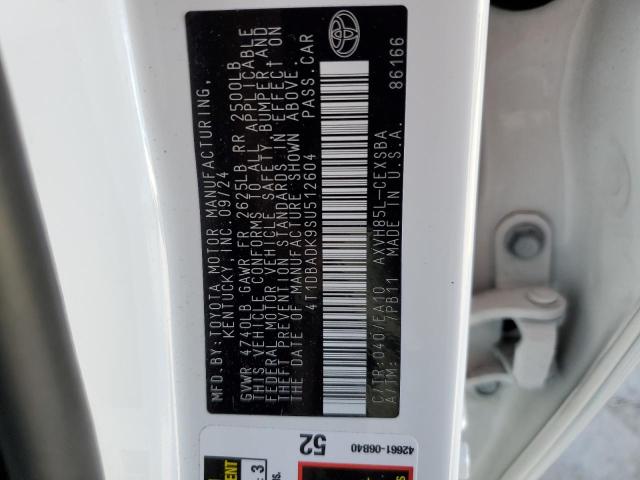 MFD.BY:TOYOTA MOTOR MANUFACTURING,
KENTUCKY,INC.09/24
GVWR 4740LB GAWR FR 2625LB RR 2500LB
THIS VEHICLE CONFORMS TO ALL APPLICABLE
FEDERAL MOTOR VEHICLE SAFETY, BUMPER, AND
THEFT PREVENTION STANDARDS IN EFFECT ON
THE DATE OF MANUFACTURE SHOWN ABOVE.
4T1DBADK9SU512604 PASS.CAR
C/TR:040/EA10 AXVH85L-CEXSBA
A/TM: /PB11 MADE IN U.S.A. 86166
42661-06B40
52